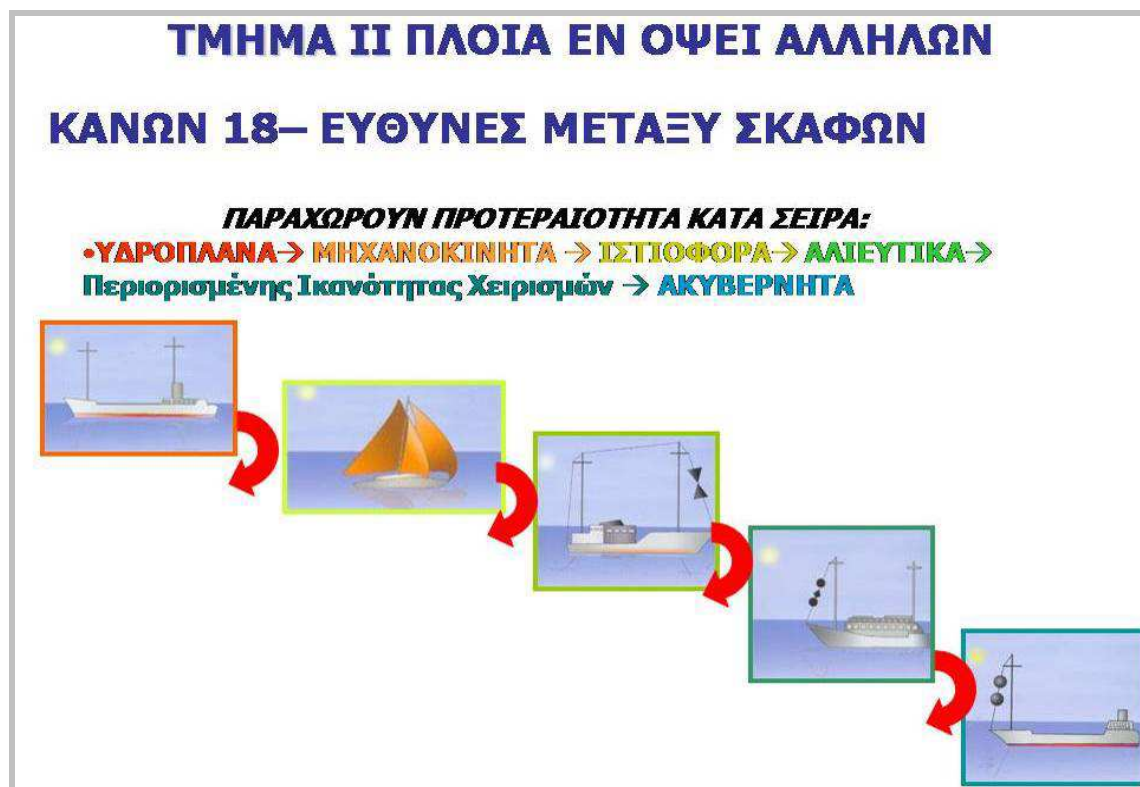 ΤΜΗΜΑ ΙΙ ΠΛΟΙΑ ΕΝ ΟΨΕΙ ΑΛΛΗΛΩΝ
ΚΑΝΩΝ 18– ΕΥΘΥΝΕΣ ΜΕΤΑΞΥ ΣΚΑΦΩΝ
ΠΑΡΑΧΩΡΟΥΝ ΠΡΟΤΕΡΑΙΟΤΗΤΑ ΚΑΤΑ ΣΕΙΡΑ:
•ΥΔΡΟΠΛΑΝΑ→ ΜΗΧΑΝΟΚΙΝΗΤΑ → ΙΣΤΙΟΦΟΡΑ→ ΑΛΙΕΥΤΙΚΑ→
Περιορισμένης Ικανότητας Χειρισμών → ΑΚΥΒΕΡΝΗΤΑ